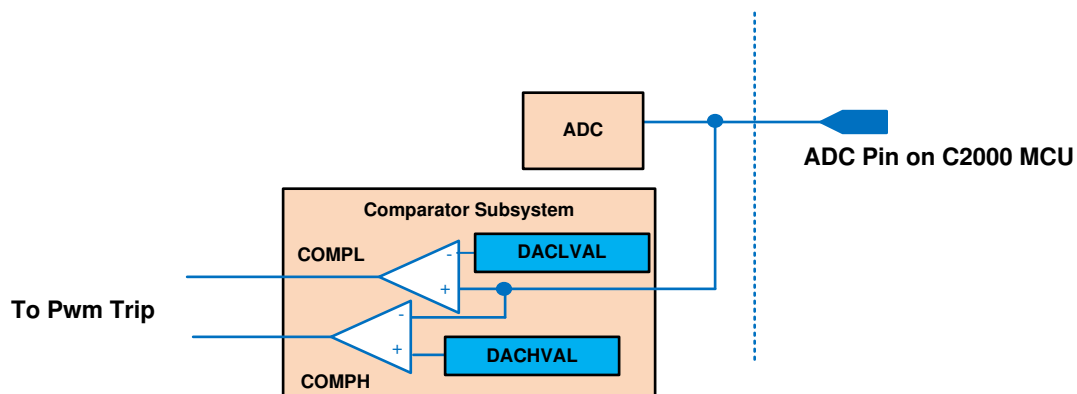 ADC
ADC Pin on C2000 MCU
Comparator Subsystem
COMPL
-
DACLVAL
+
To Pwm Trip
-
+
DACHVAL
COMPH